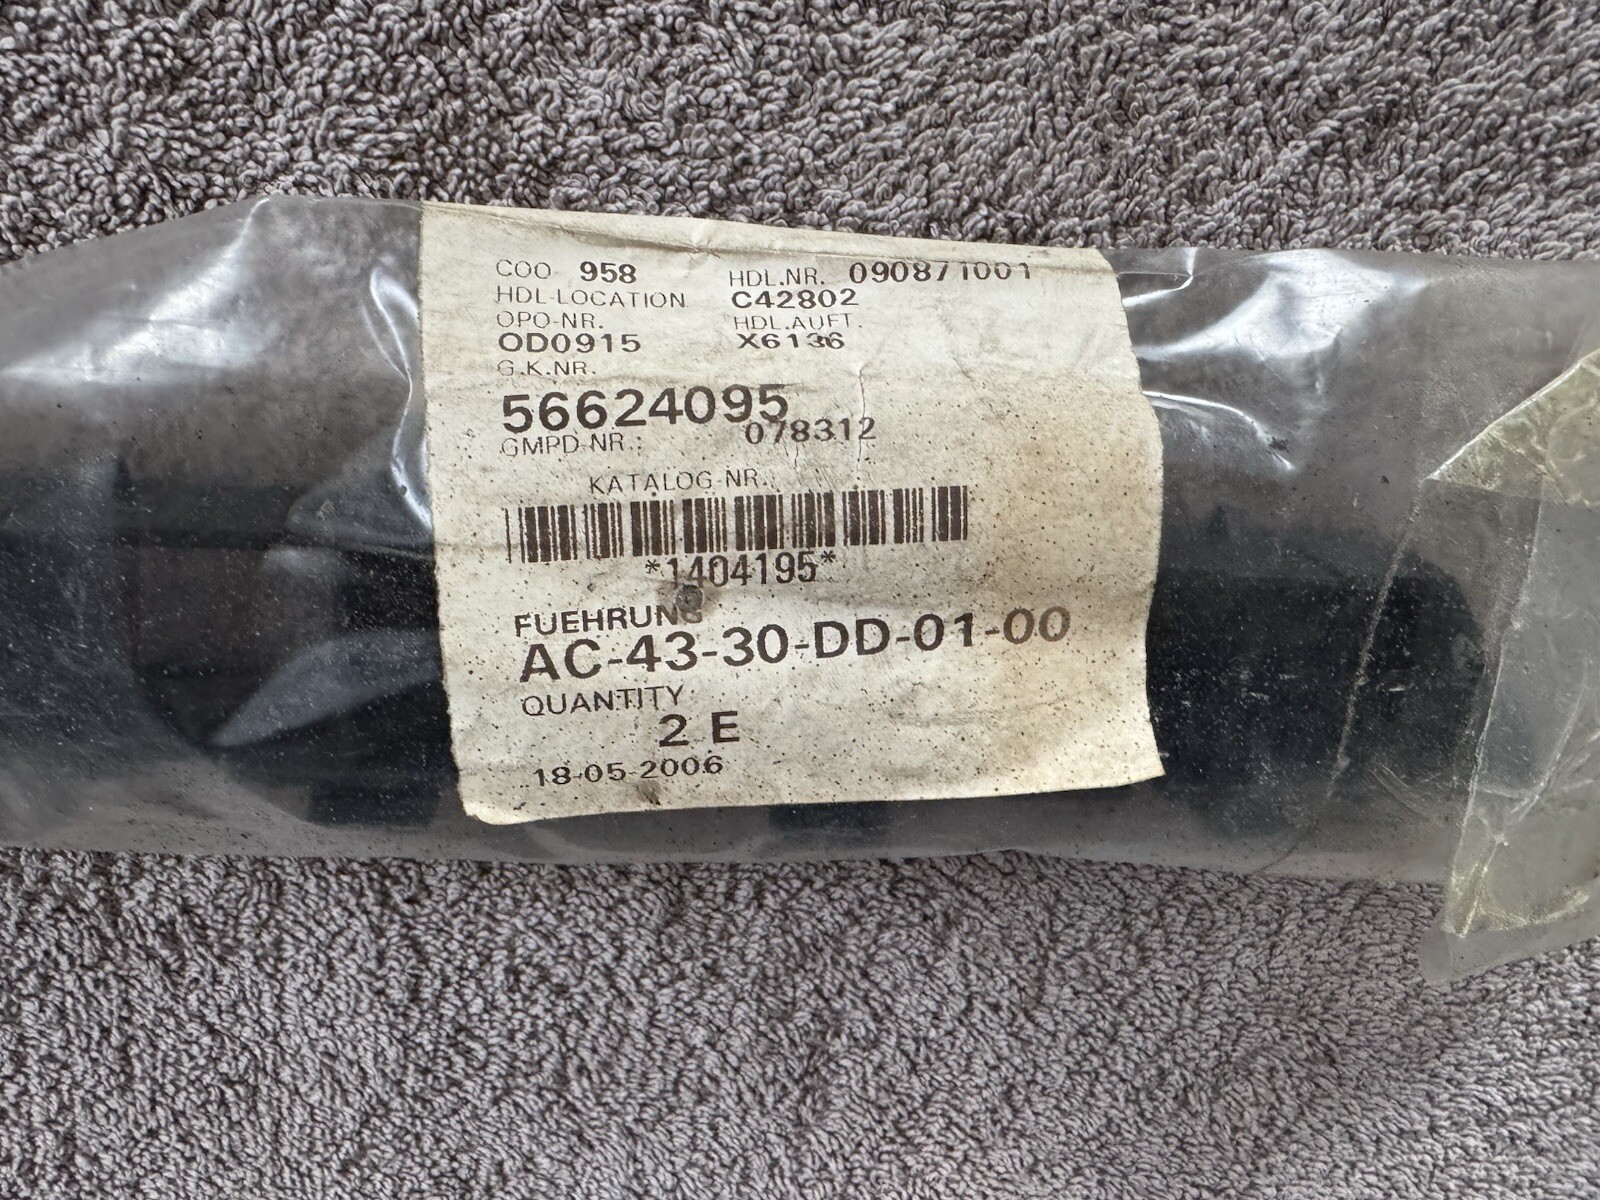 COO 958 HDL.NR. 090871001
HDL-LOCATION C42802
OPO-NR. HDL.AUFT.
OD0915 X6136
G.K.NR.
56624095
GMPD-NR.: 078312
KATALOG-NR.:
*1404195*
FUEHRUNG
AC-43-30-DD-01-00
QUANTITY
2 E
18-05-2006